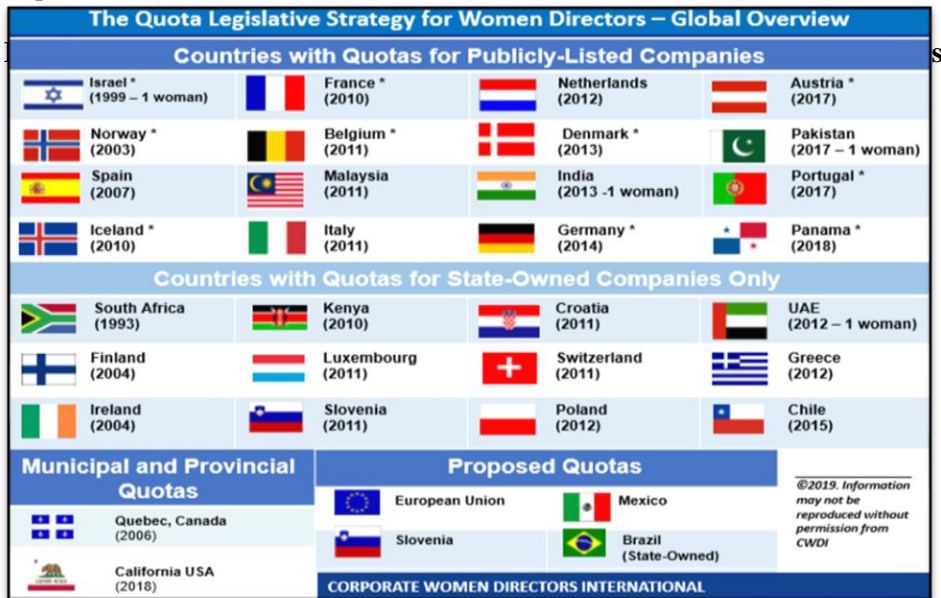 The Quota Legislative Strategy for Women Directors – Global Overview
Countries with Quotas for Publicly-Listed Companies
s
Israel *
(1999 – 1 woman)
France *
(2010)
Netherlands
(2012)
Austria *
(2017)
Norway *
(2003)
Belgium *
(2011)
Denmark *
(2013)
Pakistan
(2017 – 1 woman)
Spain
(2007)
Malaysia
(2011)
India
(2013 -1 woman)
Portugal *
(2017)
Iceland *
(2010)
Italy
(2011)
Germany *
(2014)
Panama *
(2018)
Countries with Quotas for State-Owned Companies Only
South Africa
(1993)
Kenya
(2010)
Croatia
(2011)
UAE
(2012 – 1 woman)
Finland
(2004)
Luxembourg
(2011)
Switzerland
(2011)
Greece
(2012)
Ireland
(2004)
Slovenia
(2011)
Poland
(2012)
Chile
(2015)
Municipal and Provincial
Quotas
Quebec, Canada
(2006)
California USA
(2018)
Proposed Quotas
European Union
Mexico
Slovenia
Brazil
(State-Owned)
©2019. Information
may not be
reproduced without
permission from
CWDI
CORPORATE WOMEN DIRECTORS INTERNATIONAL